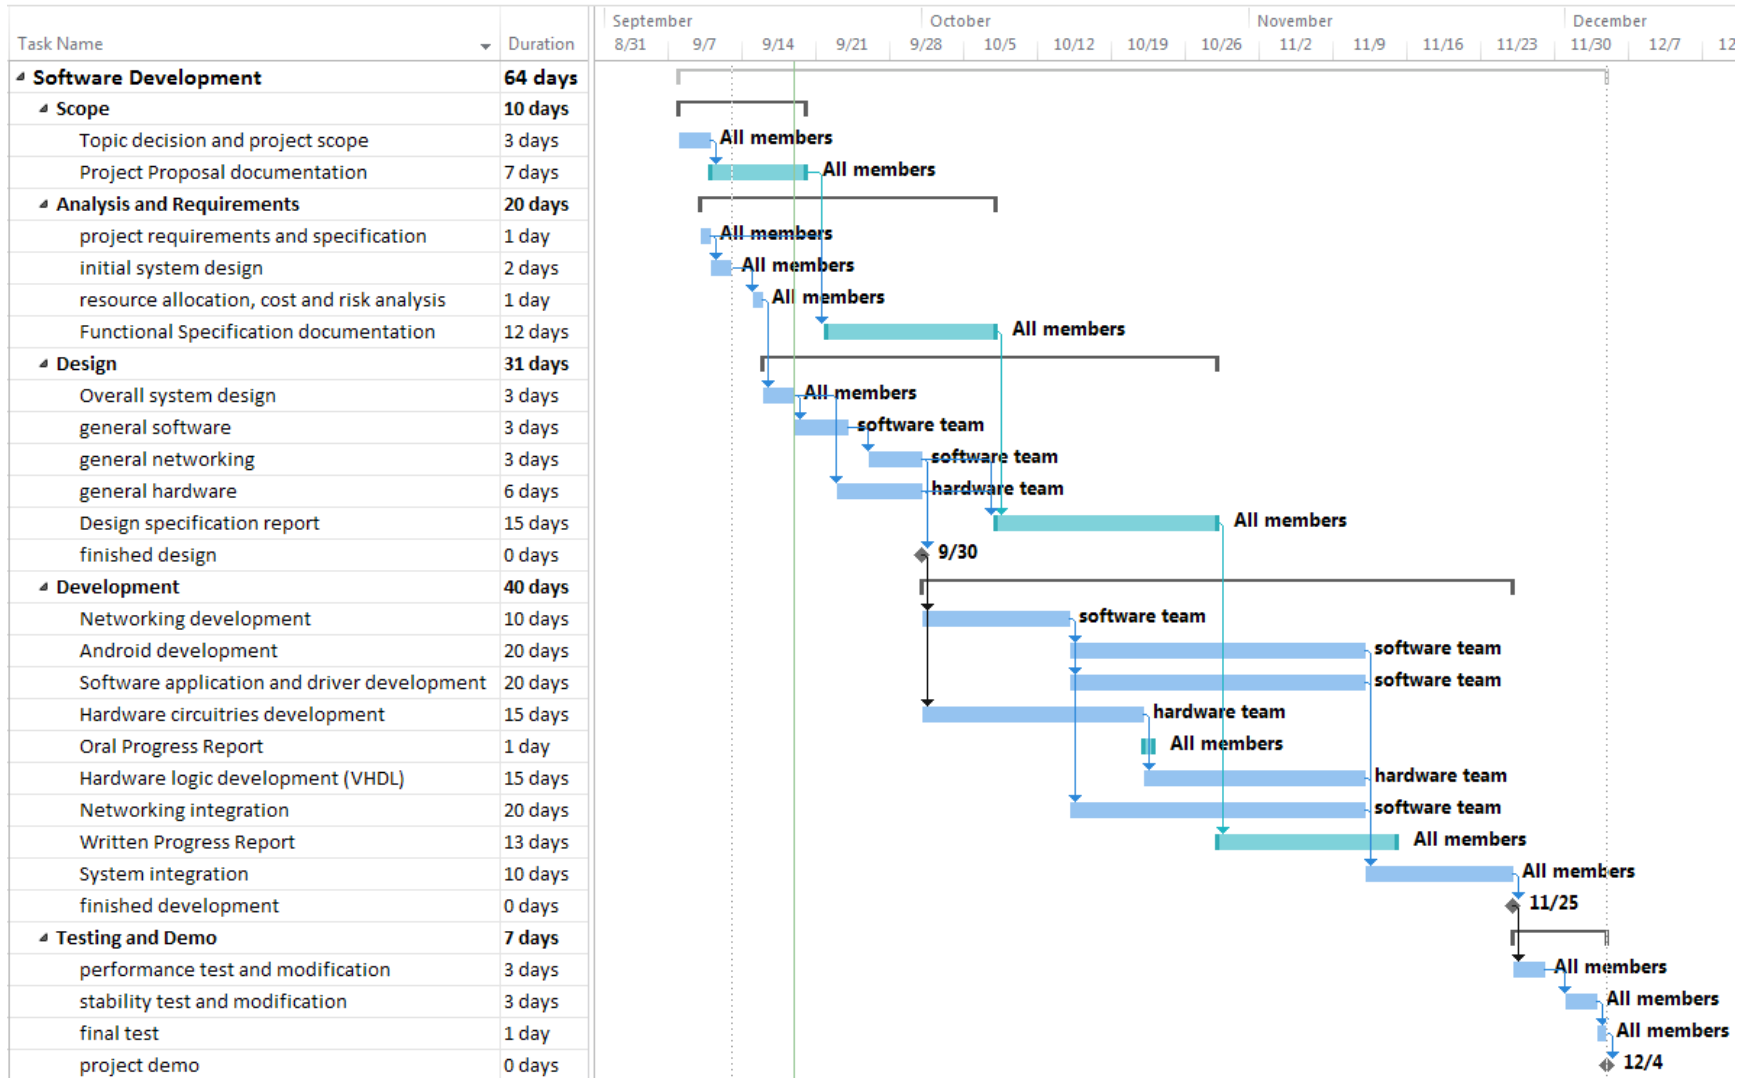 September October November December
Task Name Duration 8/31 9/7 9/14 9/21 9/28 10/5 10/12 10/19 10/26 11/2 11/9 11/16 11/23 11/30 12/7 12
Software Development 64 days
Scope 10 days
Topic decision and project scope 3 days All members
Project Proposal documentation 7 days All members
Analysis and Requirements 20 days
project requirements and specification 1 day All members
initial system design 2 days All members
resource allocation, cost and risk analysis 1 day All members
Functional Specification documentation 12 days All members
Design 31 days
Overall system design 3 days All members
general software 3 days software team
general networking 3 days software team
general hardware 6 days hardware team
Design specification report 15 days All members
finished design 0 days 9/30
Development 40 days
Networking development 10 days software team
Android development 20 days software team
Software application and driver development 20 days software team
Hardware circuitries development 15 days hardware team
Oral Progress Report 1 day All members
Hardware logic development (VHDL) 15 days hardware team
Networking integration 20 days software team
Written Progress Report 13 days All members
System integration 10 days All members
finished development 0 days 11/25
Testing and Demo 7 days
performance test and modification 3 days All members
stability test and modification 3 days All members
final test 1 day All members
project demo 0 days 12/4